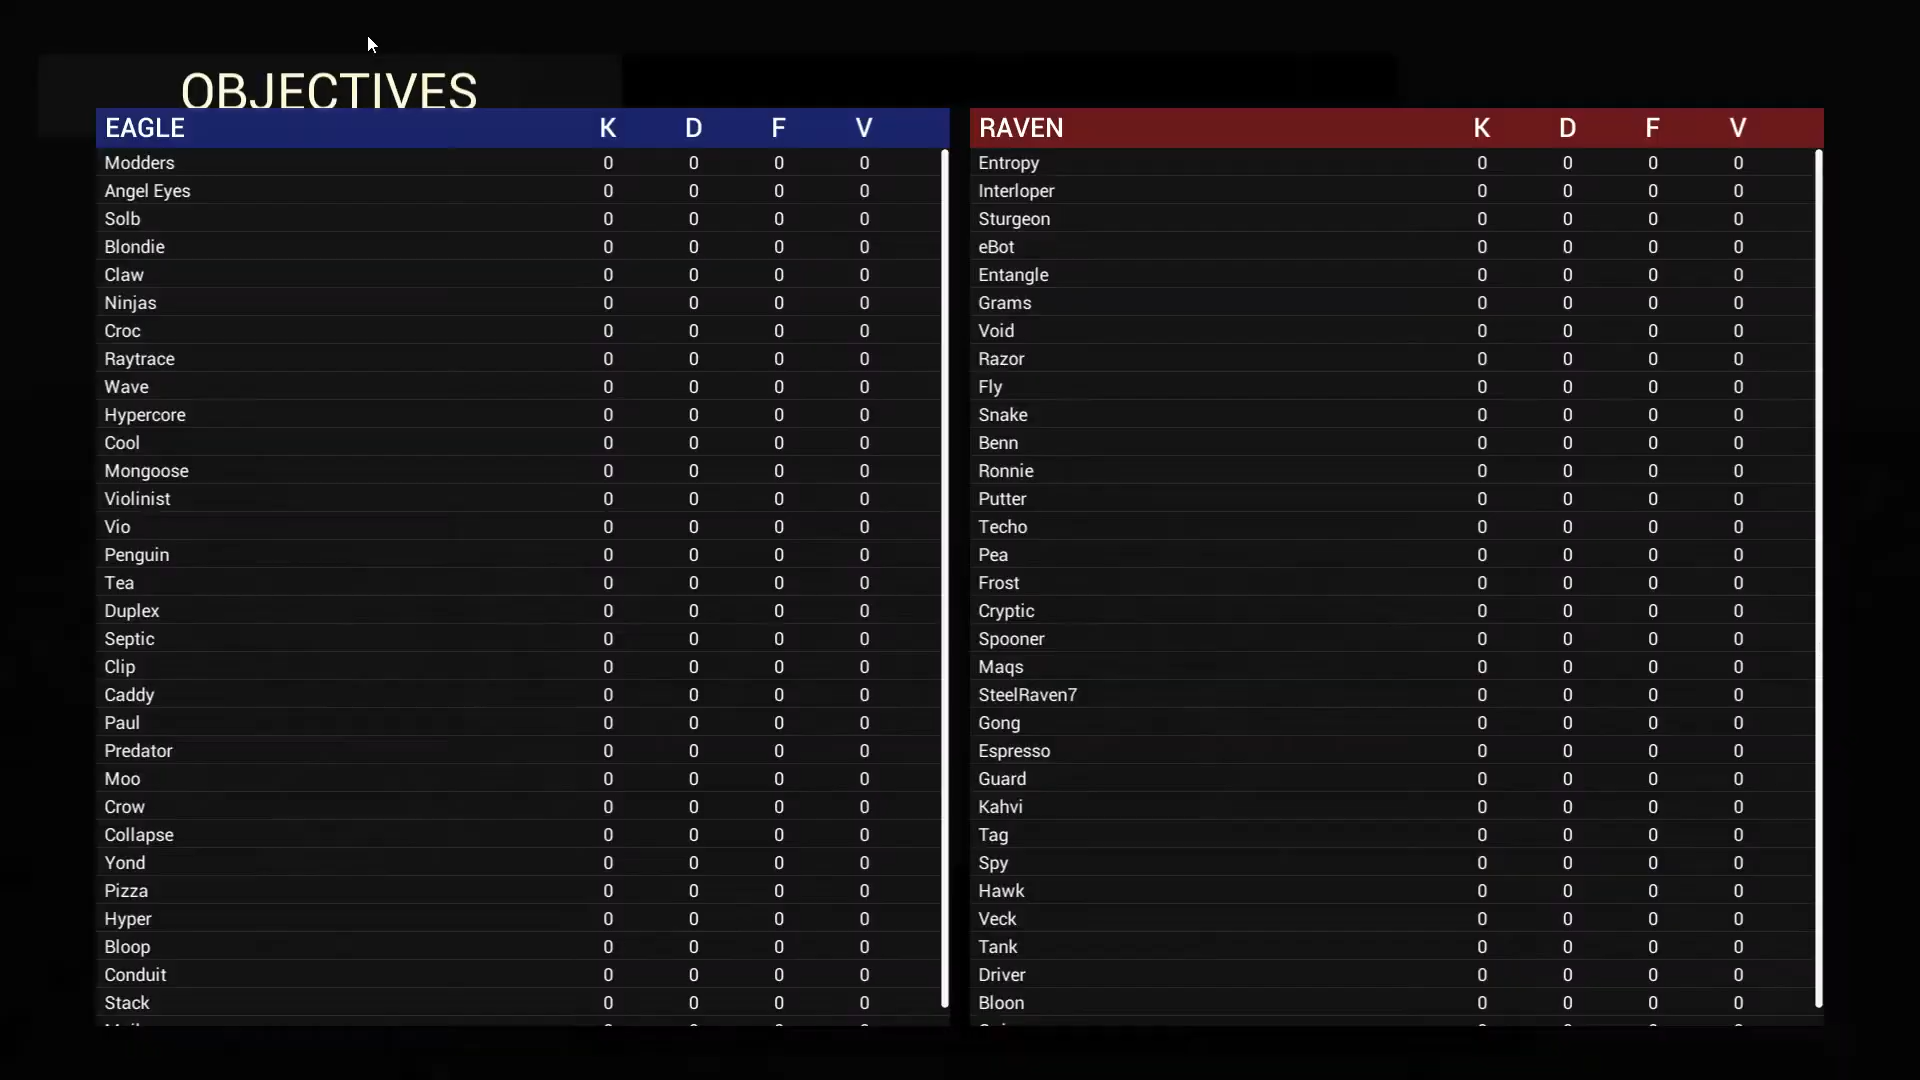 OBJECTIVES
EAGLE K D F V
Modders 0 0 0 0
Angel Eyes 0 0 0 0
Solb 0 0 0 0
Blondie 0 0 0 0
Claw 0 0 0 0
Ninjas 0 0 0 0
Croc 0 0 0 0
Raytrace 0 0 0 0
Wave 0 0 0 0
Hypercore 0 0 0 0
Cool 0 0 0 0
Mongoose 0 0 0 0
Violinist 0 0 0 0
Vio 0 0 0 0
Penguin 0 0 0 0
Tea 0 0 0 0
Duplex 0 0 0 0
Septic 0 0 0 0
Clip 0 0 0 0
Caddy 0 0 0 0
Paul 0 0 0 0
Predator 0 0 0 0
Moo 0 0 0 0
Crow 0 0 0 0
Collapse 0 0 0 0
Yond 0 0 0 0
Pizza 0 0 0 0
Hyper 0 0 0 0
Bloop 0 0 0 0
Conduit 0 0 0 0
Stack 0 0 0 0
RAVEN K D F V
Entropy 0 0 0 0
Interloper 0 0 0 0
Sturgeon 0 0 0 0
eBot 0 0 0 0
Entangle 0 0 0 0
Grams 0 0 0 0
Void 0 0 0 0
Razor 0 0 0 0
Fly 0 0 0 0
Snake 0 0 0 0
Benn 0 0 0 0
Ronnie 0 0 0 0
Putter 0 0 0 0
Techo 0 0 0 0
Pea 0 0 0 0
Frost 0 0 0 0
Cryptic 0 0 0 0
Spooner 0 0 0 0
Maqs 0 0 0 0
SteelRaven7 0 0 0 0
Gong 0 0 0 0
Espresso 0 0 0 0
Guard 0 0 0 0
Kahvi 0 0 0 0
Tag 0 0 0 0
Spy 0 0 0 0
Hawk 0 0 0 0
Veck 0 0 0 0
Tank 0 0 0 0
Driver 0 0 0 0
Bloon 0 0 0 0